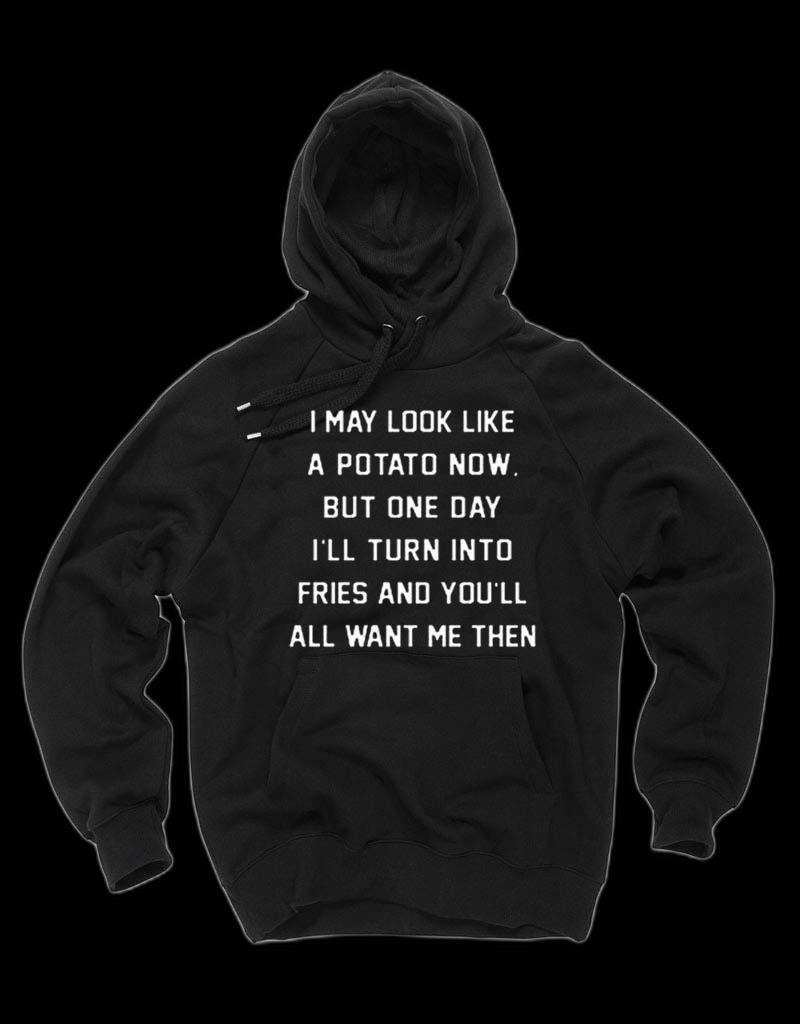 I MAY LOOK LIKE
A POTATO NOW.
BUT ONE DAY
I'LL TURN INTO
FRIES AND YOU'LL
ALL WANT ME THEN